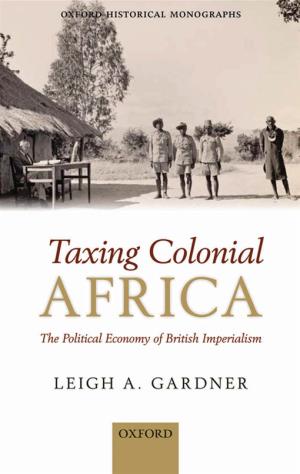 OXFORD HISTORICAL MONOGRAPHS
Taxing Colonial
AFRICA
The Political Economy of British Imperialism
LEIGH A. GARDNER
OXFORD